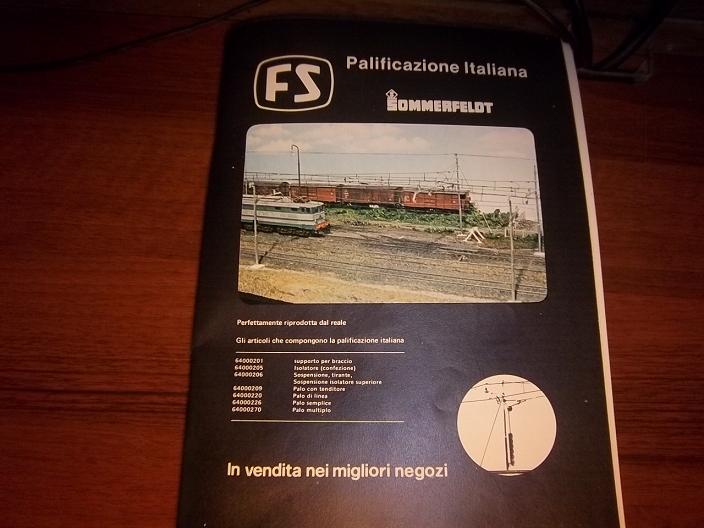 FS
Palificazione Italiana
SOMMERFELDT
Perfettamente riprodotta dal reale
Gli articoli che compongono la palificazione italiana
64000201 supporto per braccio
64000205 Isolatore (confezione)
64000206 Sospensione, tirante,
Sospensione isolatore superiore
64000209 Palo con tenditore
64000220 Palo di linea
64000226 Palo semplice
64000270 Palo multiplo
In vendita nei migliori negozi